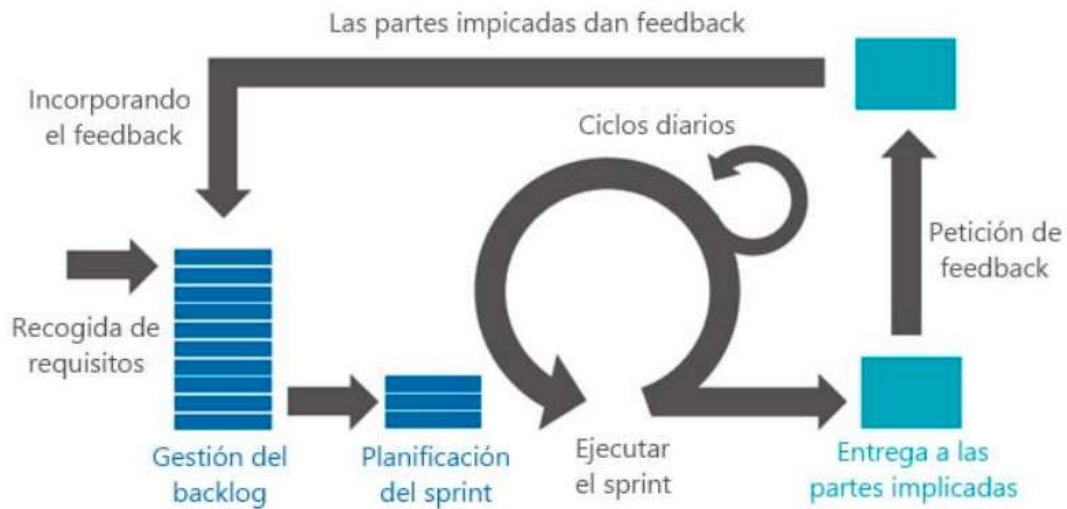 Las partes impicadas dan feedback
Incorporando
el feedback
Ciclos diarios
Petición de
feedback
Recogida de
requisitos
Gestión del
backlog
Planificación
del sprint
Ejecutar
el sprint
Entrega a las
partes implicadas